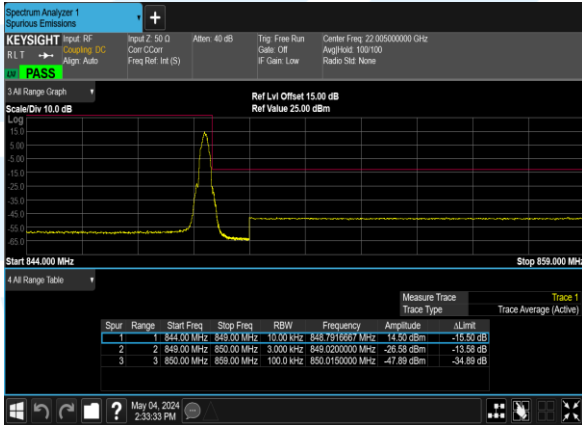 Spectrum Analyzer 1
Spurious Emissions
KEYSIGHT
RLT
LXI PASS
Input: RF
Coupling: DC
Align: Auto
Input Z: 50 Ω
Corr CCorr
Freq Ref: Int (S)
Atten: 40 dB
Trig: Free Run
Gate: Off
IF Gain: Low
Center Freq: 22.005000000 GHz
Avg|Hold: 100/100
Radio Std: None
3 All Range Graph
Scale/Div 10.0 dB
Ref Lvl Offset 15.00 dB
Ref Value 25.00 dBm
Log
15.0
5.00
-5.00
-15.0
-25.0
-35.0
-45.0
-55.0
-65.0
Start 844.000 MHz
Stop 859.000 MHz
4 All Range Table
Measure Trace Trace 1
Trace Type Trace Average (Active)
Spur Range Start Freq Stop Freq RBW Frequency Amplitude ΔLimit
1 1 844.00 MHz 849.00 MHz 10.00 kHz 848.7916667 MHz 14.50 dBm -15.50 dB
2 2 849.00 MHz 850.00 MHz 3.000 kHz 849.0200000 MHz -26.58 dBm -13.58 dB
3 3 850.00 MHz 859.00 MHz 100.0 kHz 850.0150000 MHz -47.89 dBm -34.89 dB
?
May 04, 2024
2:33:33 PM